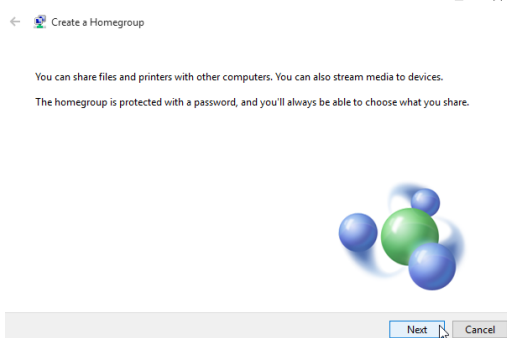 Create a Homegroup
You can share files and printers with other computers. You can also stream media to devices.
The homegroup is protected with a password, and you'll always be able to choose what you share.
Next Cancel